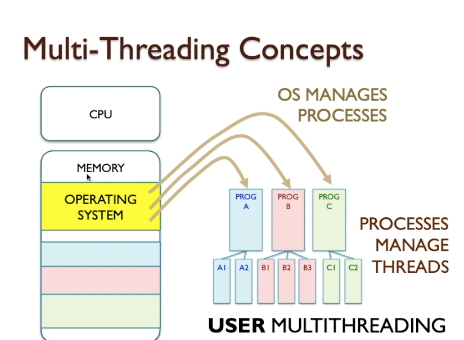 Multi-Threading Concepts
CPU
MEMORY
OPERATING
SYSTEM
OS MANAGES
PROCESSES
PROG
A
PROG
B
PROG
C
PROCESSES
MANAGE
THREADS
A1
A2
B1
B2
B3
C1
C2
USER MULTITHREADING